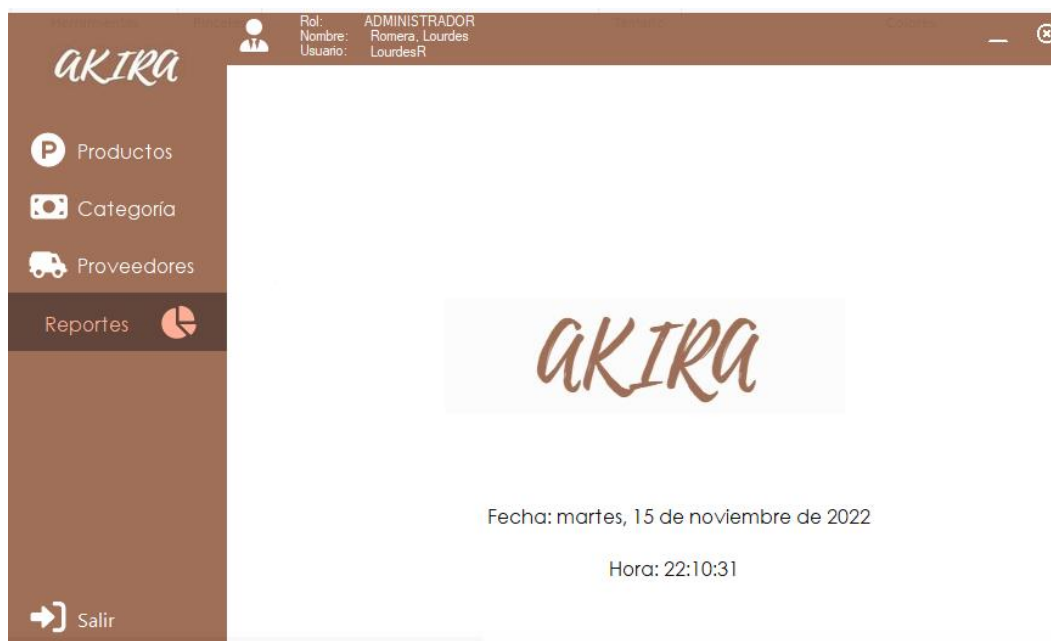 Rol: ADMINISTRADOR
Nombre: Romera, Lourdes
Usuario: LourdesR
AKIRA
Productos
Categoría
Proveedores
Reportes
AKIRA
Fecha: martes, 15 de noviembre de 2022
Hora: 22:10:31
Salir